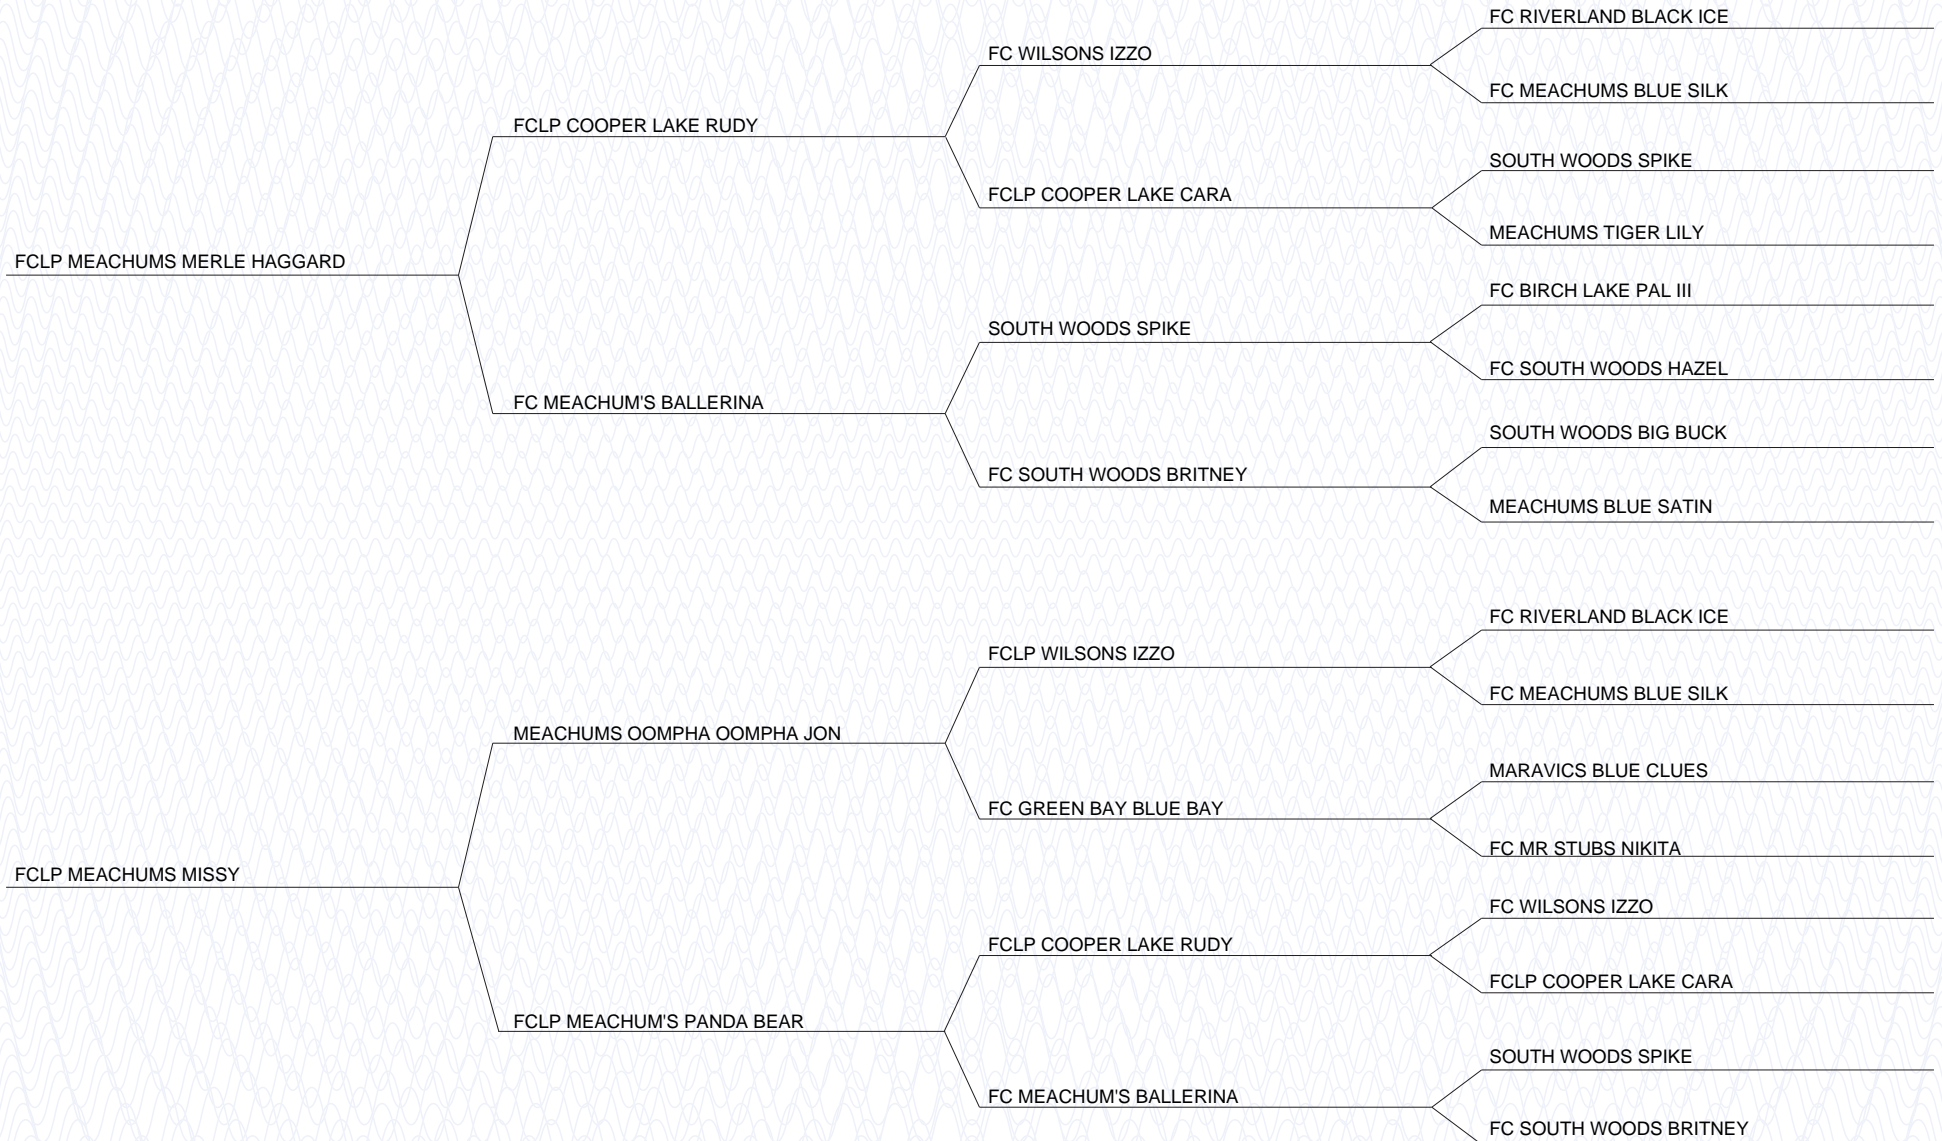 FC RIVERLAND BLACK ICE
FC WILSONS IZZO
FC MEACHUMS BLUE SILK
FCLP COOPER LAKE RUDY
SOUTH WOODS SPIKE
FCLP COOPER LAKE CARA
MEACHUMS TIGER LILY
FCLP MEACHUMS MERLE HAGGARD
FC BIRCH LAKE PAL III
SOUTH WOODS SPIKE
FC SOUTH WOODS HAZEL
FC MEACHUM'S BALLERINA
SOUTH WOODS BIG BUCK
FC SOUTH WOODS BRITNEY
MEACHUMS BLUE SATIN
FC RIVERLAND BLACK ICE
FCLP WILSONS IZZO
FC MEACHUMS BLUE SILK
MEACHUMS OOMPHA OOMPHA JON
MARAVICS BLUE CLUES
FC GREEN BAY BLUE BAY
FC MR STUBS NIKITA
FCLP MEACHUMS MISSY
FC WILSONS IZZO
FCLP COOPER LAKE RUDY
FCLP COOPER LAKE CARA
FCLP MEACHUM'S PANDA BEAR
SOUTH WOODS SPIKE
FC MEACHUM'S BALLERINA
FC SOUTH WOODS BRITNEY